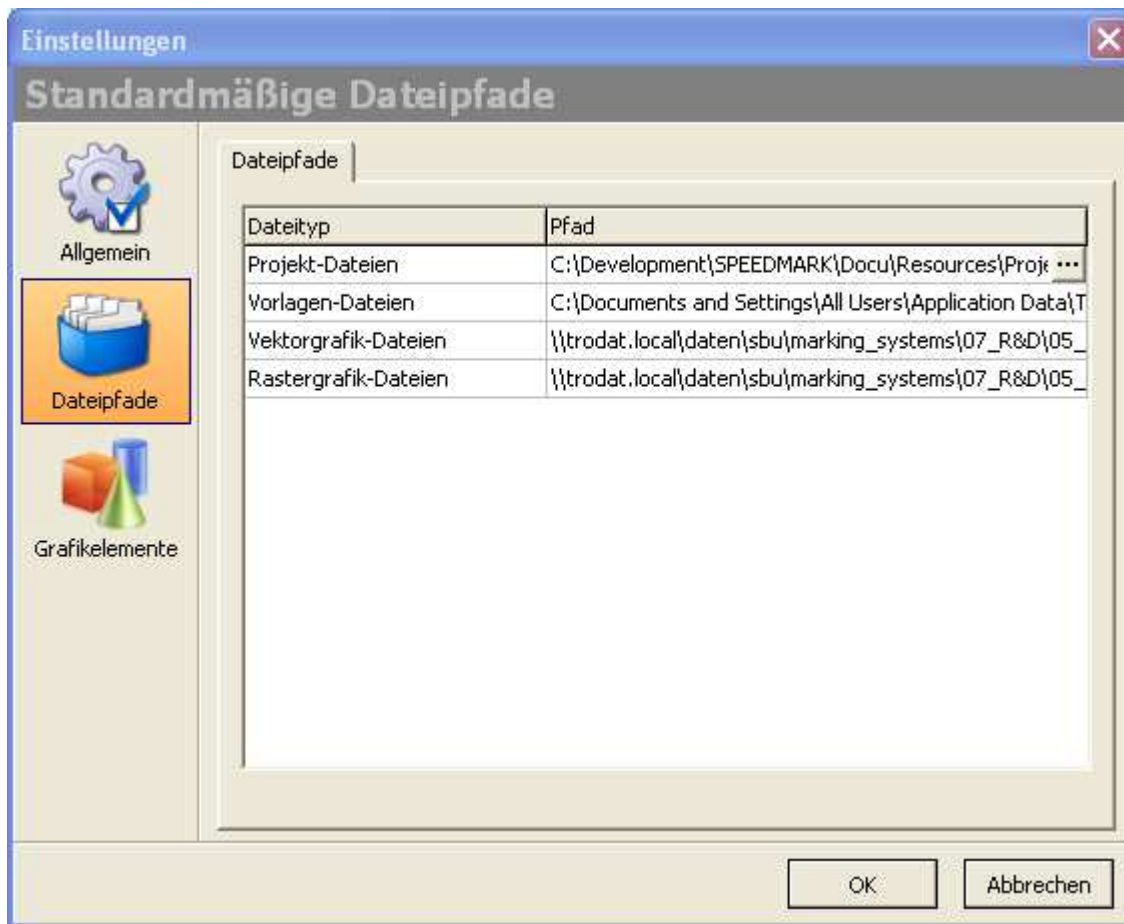 Einstellungen
Standardmäßige Dateipfade
Allgemein
Dateipfade
Grafikelemente
Dateipfade
Dateityp Pfad
Projekt-Dateien C:\Development\SPEEDMARK\Docu\Resources\Proje ...
Vorlagen-Dateien C:\Documents and Settings\All Users\Application Data\T
Vektorgrafik-Dateien \\trodat.local\daten\sbu\marking_systems\07_R&D\05_
Rastergrafik-Dateien \\trodat.local\daten\sbu\marking_systems\07_R&D\05_
OK Abbrechen